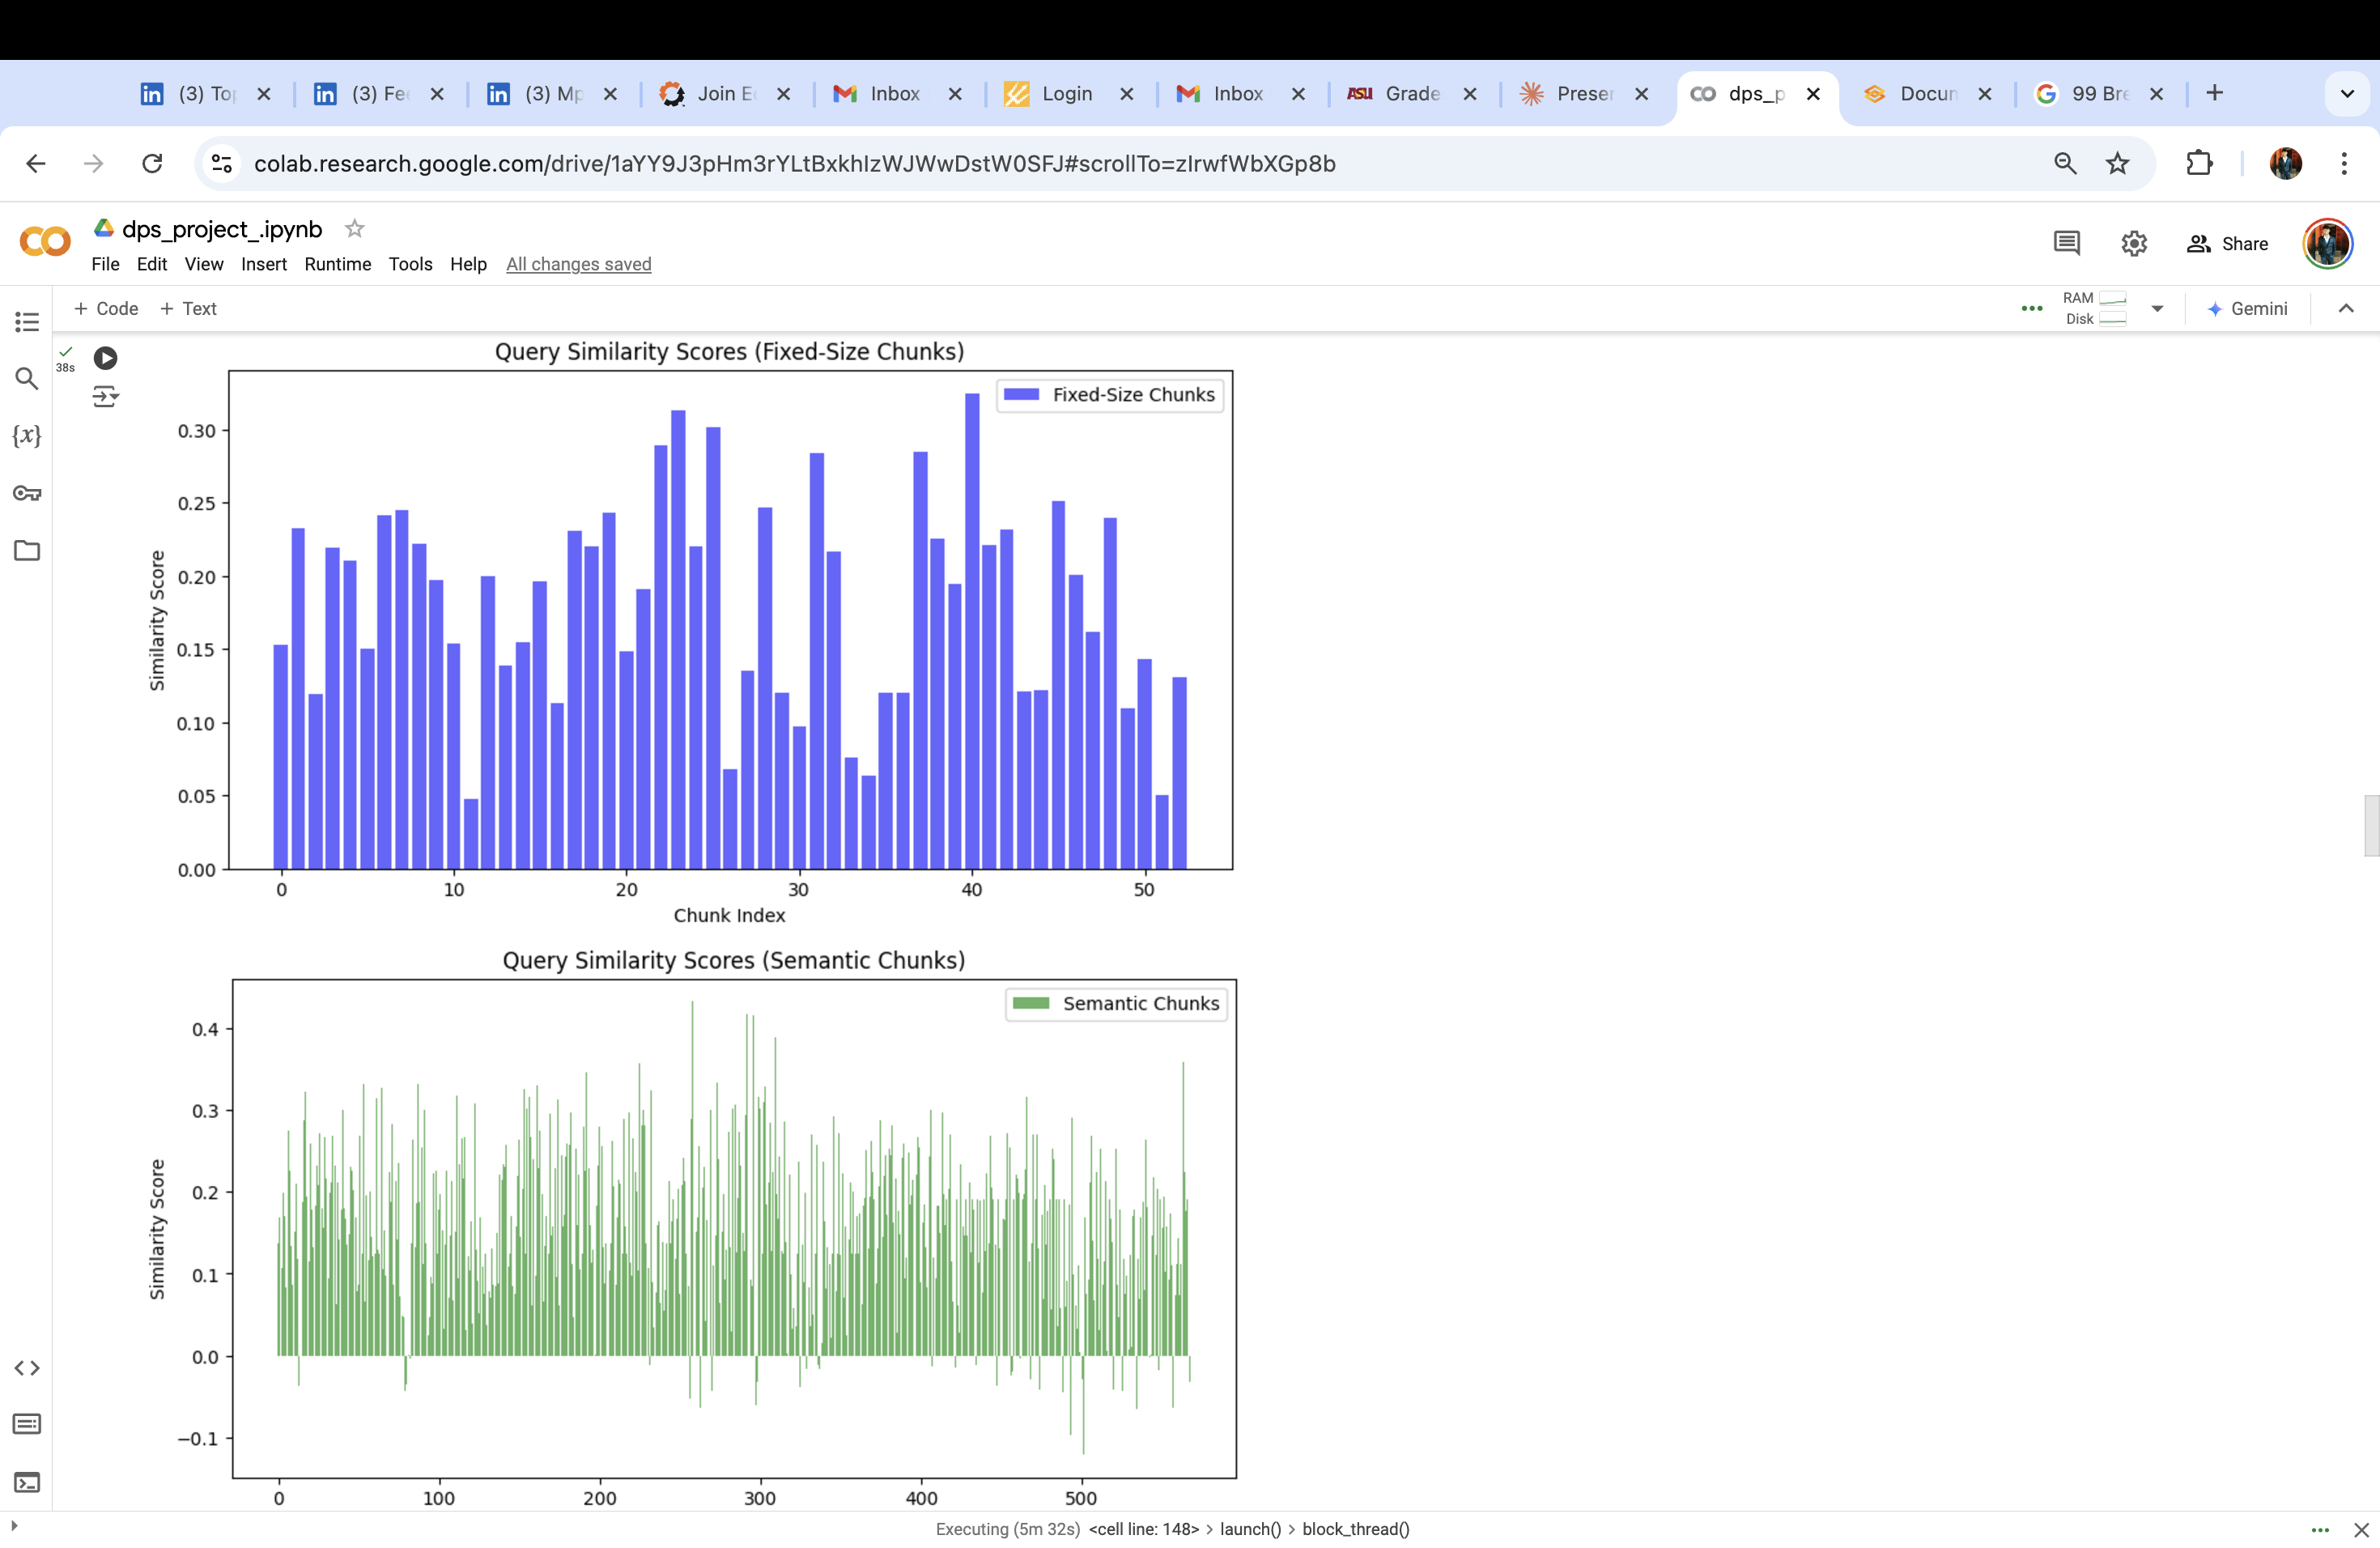 (3) To
(3) Fe
(3) Mp
Join E
Inbox
Login
Inbox
ASU Grade
Preser
dps_p
Docum
99 Bre
colab.research.google.com/drive/
dps_project_.ipynb
File Edit View Insert Runtime Tools Help All changes saved
Share
+ Code + Text
RAM
Disk
Gemini
38s
{x}
Query Similarity Scores (Fixed-Size Chunks)
Fixed-Size Chunks
0.30
0.25
0.20
0.15
0.10
0.05
0.00
Similarity Score
0 10 20 30 40 50
Chunk Index
Query Similarity Scores (Semantic Chunks)
Semantic Chunks
0.4
0.3
0.2
0.1
0.0
−0.1
Similarity Score
0 100 200 300 400 500
Executing (5m 32s) <cell line: 148> > launch() > block_thread()